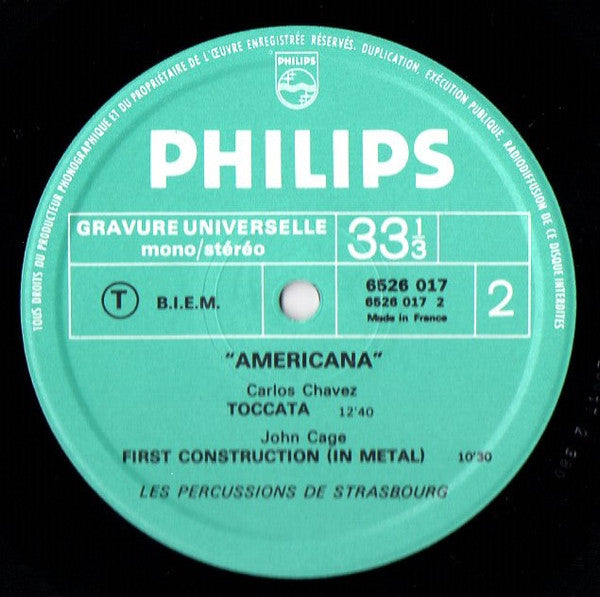 TOUS DROITS DU PRODUCTEUR PHONOGRAPHIQUE ET DU PROPRIÉTAIRE DE L'ŒUVRE ENREGISTRÉE RÉSERVÉS. DUPLICATION, EXÉCUTION PUBLIQUE, RADIODIFFUSION DE CE DISQUE INTERDITES
PHILIPS
PHILIPS
GRAVURE UNIVERSELLE
mono/stéréo
33 1/3
T B.I.E.M.
6526 017
6526 017 2
Made in France
2
"AMERICANA"
Carlos Chavez
TOCCATA 12'40
John Cage
FIRST CONSTRUCTION (IN METAL) 10'30
LES PERCUSSIONS DE STRASBOURG